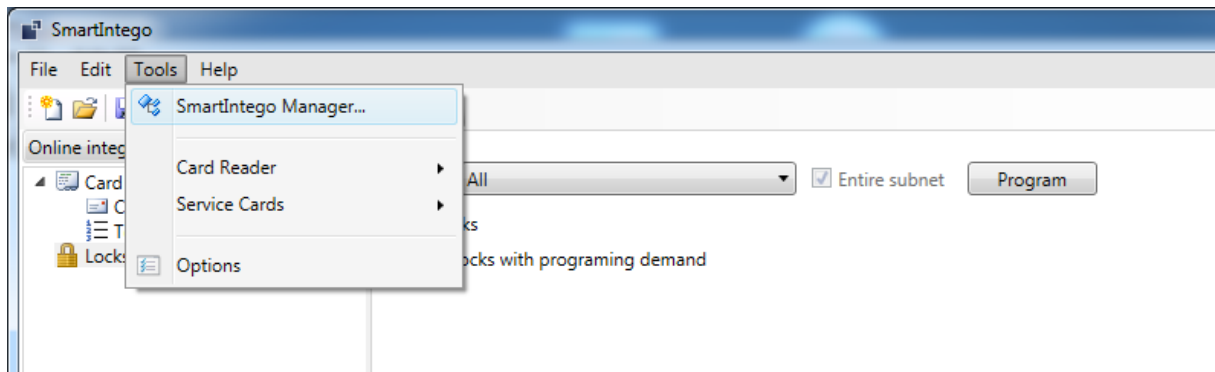 SmartIntego
File Edit Tools Help
SmartIntego Manager...
Online integ
Card Reader
Card
All
Entire subnet
Program
C
Service Cards
T
ks
Locks
Options
ocks with programing demand